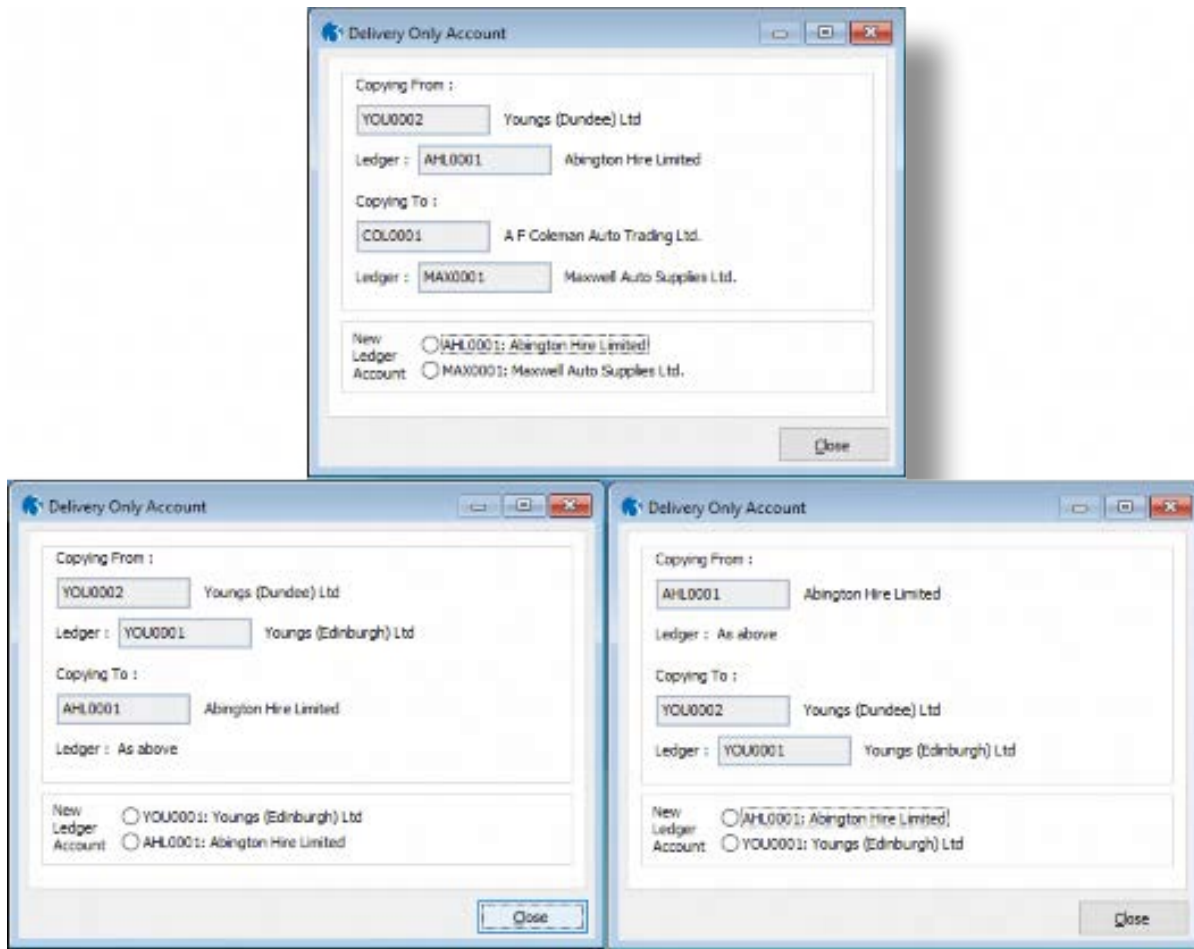 Delivery Only Account
Copying From :
YOU0002 Youngs (Dundee) Ltd
Ledger : AHL0001 Abington Hire Limited
Copying To :
COL0001 A F Coleman Auto Trading Ltd.
Ledger : MAX0001 Maxwell Auto Supplies Ltd.
New Ledger Account
AHL0001: Abington Hire Limited
MAX0001: Maxwell Auto Supplies Ltd.
Close
Delivery Only Account
Copying From :
YOU0002 Youngs (Dundee) Ltd
Ledger : YOU0001 Youngs (Edinburgh) Ltd
Copying To :
AHL0001 Abington Hire Limited
Ledger : As above
New Ledger Account
YOU0001: Youngs (Edinburgh) Ltd
AHL0001: Abington Hire Limited
Close
Delivery Only Account
Copying From :
AHL0001 Abington Hire Limited
Ledger : As above
Copying To :
YOU0002 Youngs (Dundee) Ltd
Ledger : YOU0001 Youngs (Edinburgh) Ltd
New Ledger Account
AHL0001: Abington Hire Limited
YOU0001: Youngs (Edinburgh) Ltd
Close